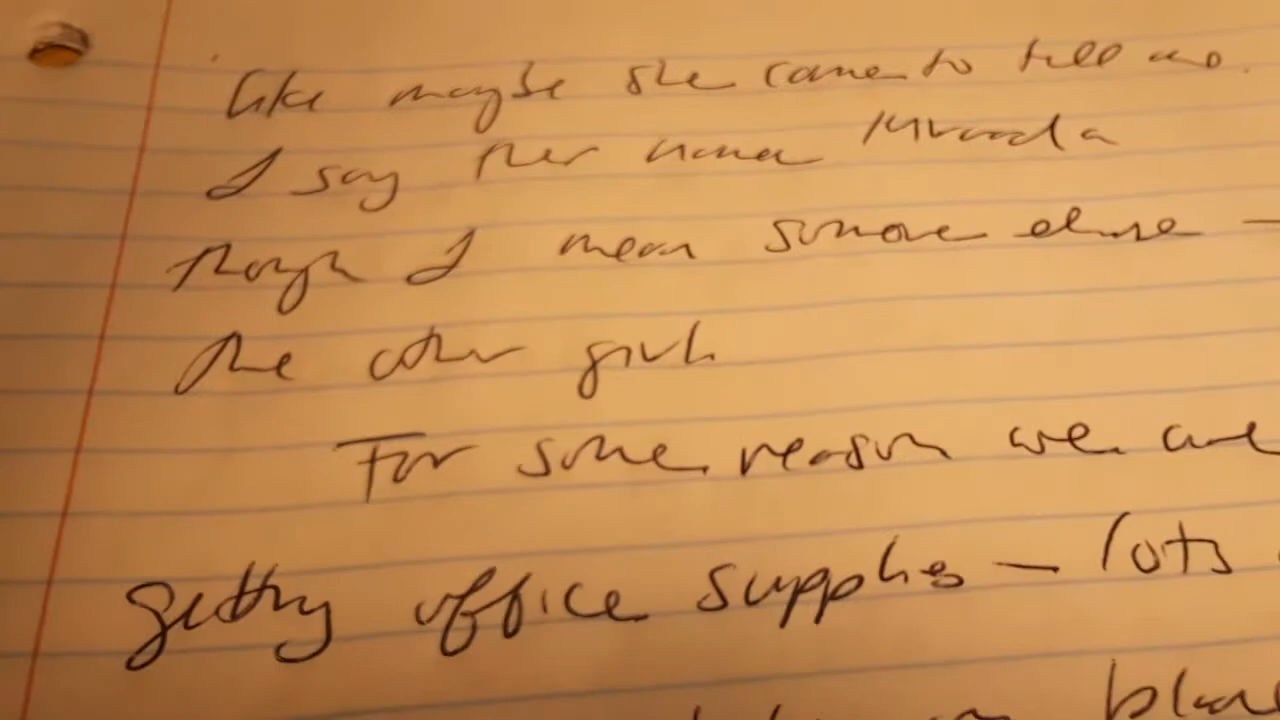 like maybe she came to tell us.
I say her name Miranda
though I mean someone else —
the other girl.
For some reason we are
getting office supplies — lots